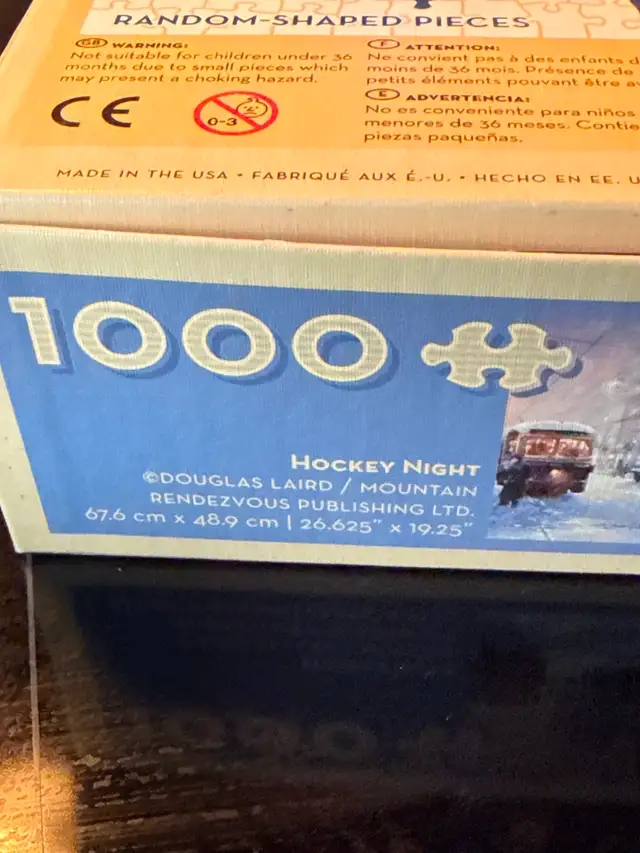 RANDOM-SHAPED PIECES
GB WARNING:
Not suitable for children under 36
months due to small pieces which
may present a choking hazard.
F ATTENTION:
Ne convient pas à des enfants d
moins de 36 mois. Présence de
petits éléments pouvant être a
E ADVERTENCIA:
No es conveniente para niños
menores de 36 meses. Contie
piezas paqueñas.
CE
0-3
MADE IN THE USA • FABRIQUÉ AUX É.-U. • HECHO EN EE. U
1000
HOCKEY NIGHT
©DOUGLAS LAIRD / MOUNTAIN
RENDEZVOUS PUBLISHING LTD.
67.6 cm x 48.9 cm | 26.625" x 19.25"